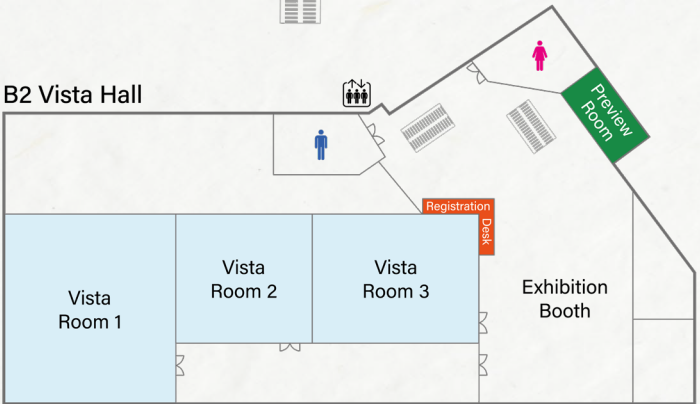 B2 Vista Hall
Preview
Room
Registration
Desk
Vista
Room 1
Vista
Room 2
Vista
Room 3
Exhibition
Booth